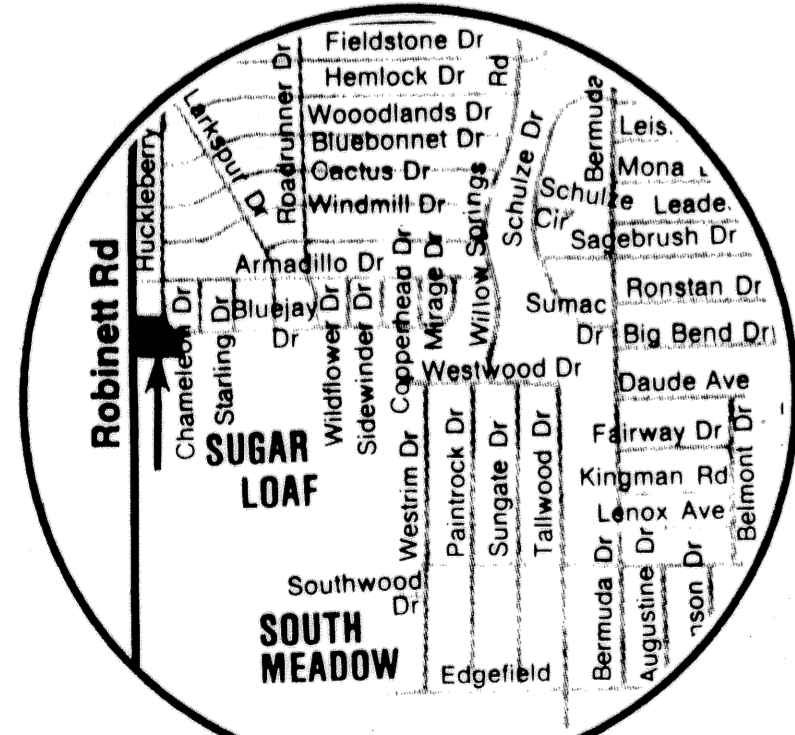 Fieldstone Dr
Hemlock Dr
Wooodlands Dr
Bluebonnet Dr
Cactus Dr
Windmill Dr
Armadillo Dr
Huckleberry
Larkspur Dr
Roadrunner Dr
Willow Springs Rd
Schulze Dr
Schulze Cir
Bermuda
Leis.
Mona
Leade.
Sagebrush Dr
Ronstan Dr
Sumac Dr
Big Bend Dr
Daude Ave
Robinett Rd
Chameleon Dr
Starling Dr
Bluejay Dr
Wildflower Dr
Sidewinder Dr
Copperhead Dr
Mirage Dr
Westwood Dr
SUGAR
LOAF
Westrim Dr
Paintrock Dr
Sungate Dr
Tallwood Dr
Fairway Dr
Kingman Rd
Lenox Ave
Belmont Dr
Southwood
Dr
SOUTH
MEADOW
Edgefield
Bermuda Dr
Augustine Dr
nson Dr